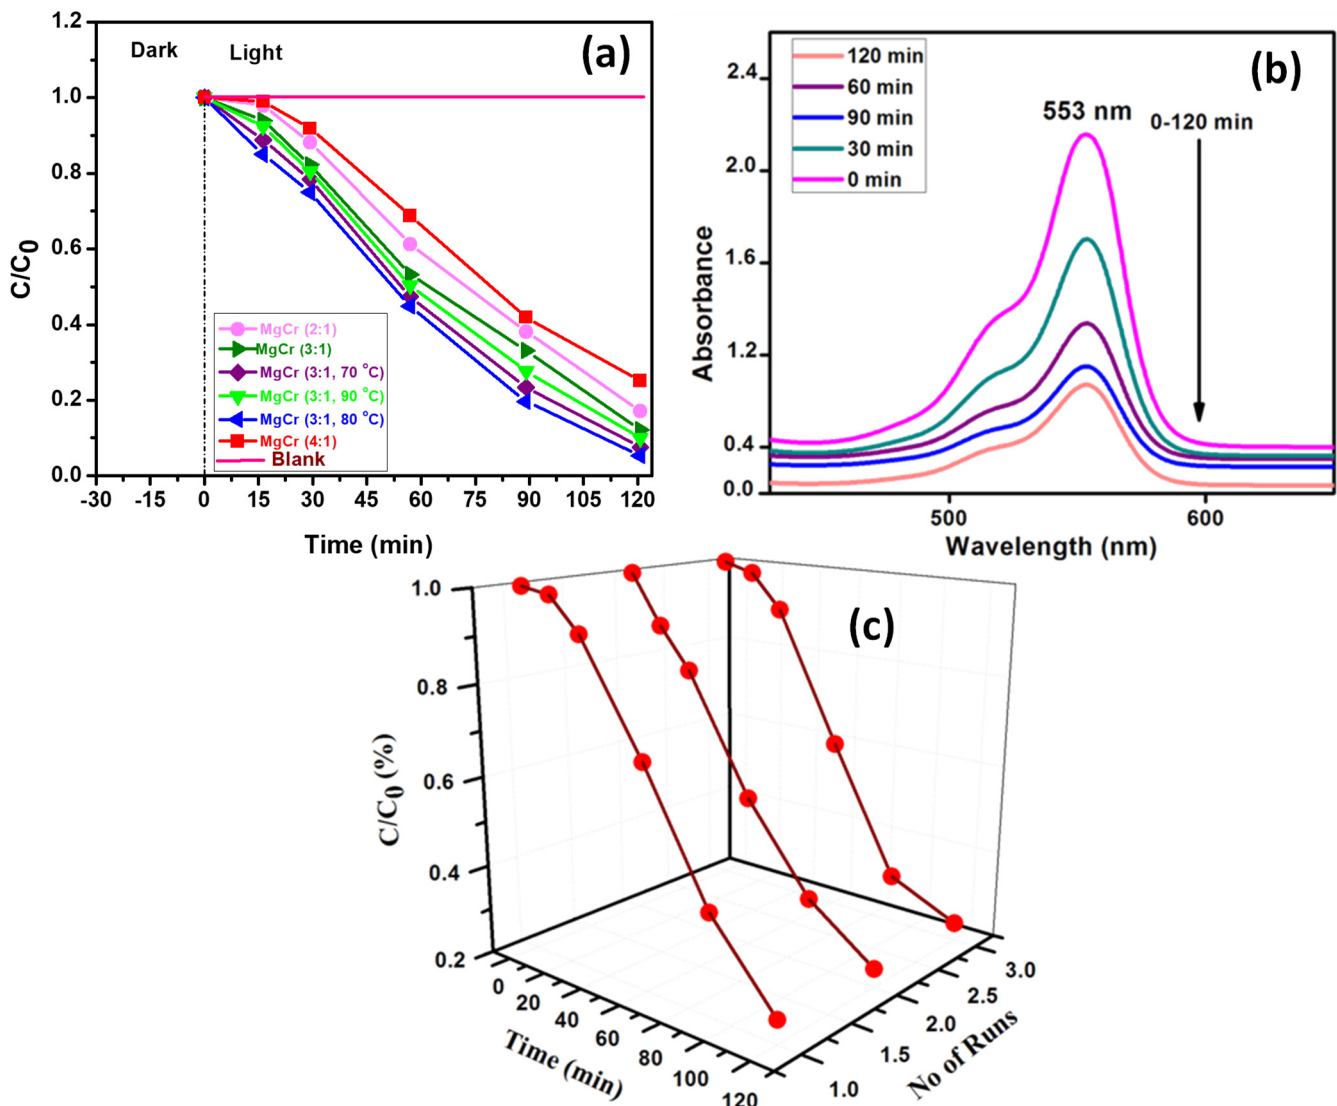 (a)
Dark Light
1.2
1.0
0.8
0.6
0.4
0.2
0.0
C/C0
MgCr (2:1)
MgCr (3:1)
MgCr (3:1, 70 °C)
MgCr (3:1, 90 °C)
MgCr (3:1, 80 °C)
MgCr (4:1)
Blank
-30 -15 0 15 30 45 60 75 90 105 120
Time (min)
(b)
120 min
60 min
90 min
30 min
0 min
553 nm
0-120 min
2.4
2.0
1.6
1.2
0.4
0.0
Absorbance
500 600
Wavelength (nm)
(c)
1.0
0.8
0.6
0.4
0.2
C/C0 (%)
0 20 40 60 80 100 120
Time (min)
1.0 1.5 2.0 2.5 3.0
No of Runs